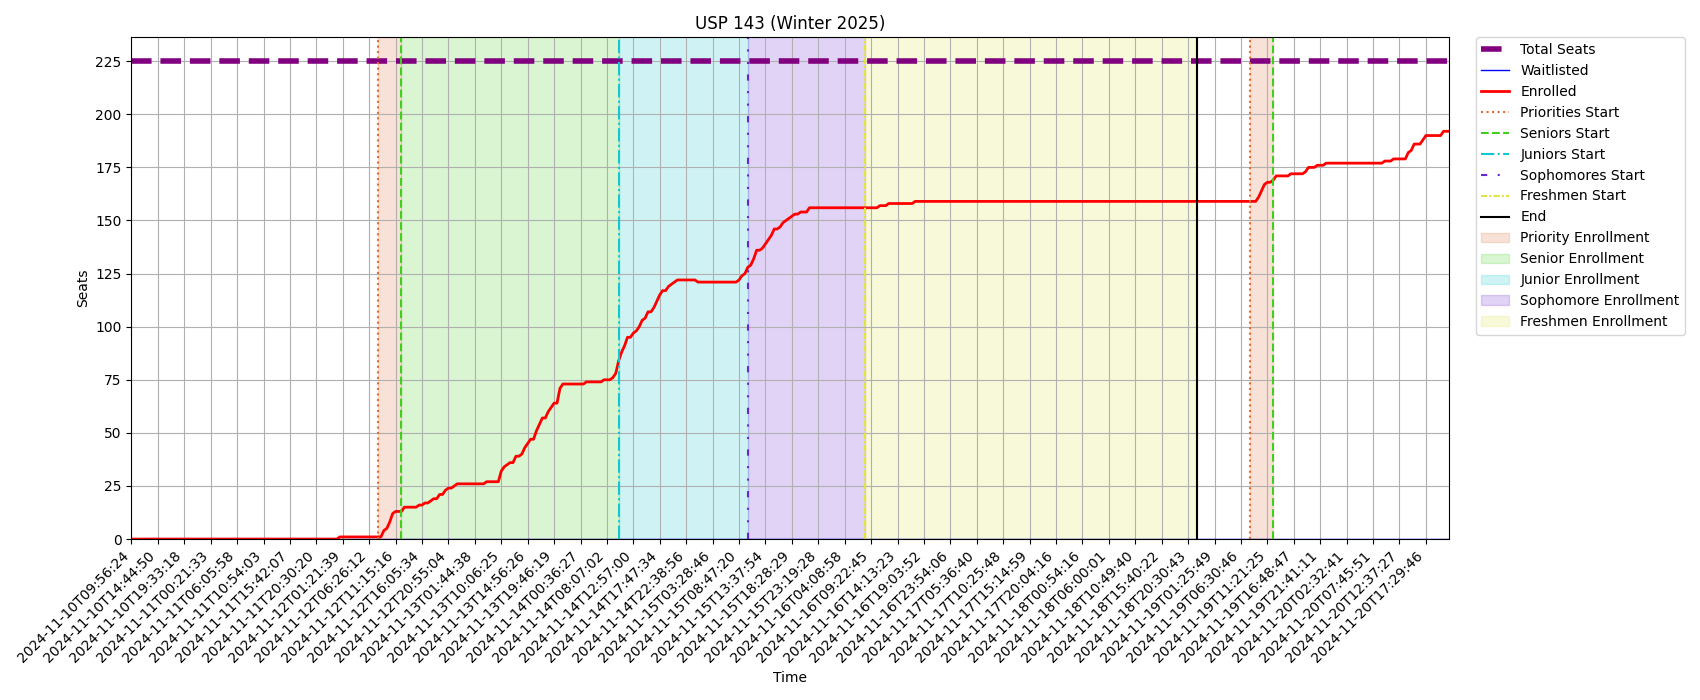 USP 143 (Winter 2025)
Total Seats
Waitlisted
Enrolled
Priorities Start
Seniors Start
Juniors Start
Sophomores Start
Freshmen Start
End
Priority Enrollment
Senior Enrollment
Junior Enrollment
Sophomore Enrollment
Freshmen Enrollment
Seats
225
200
175
150
125
100
75
50
25
0
2024-11-10T09:56:24
2024-11-10T14:44:50
2024-11-10T19:33:18
2024-11-11T00:21:33
2024-11-11T06:05:58
2024-11-11T10:54:03
2024-11-11T15:42:07
2024-11-11T20:30:20
2024-11-12T01:21:39
2024-11-12T06:26:12
2024-11-12T11:15:16
2024-11-12T16:05:34
2024-11-12T20:55:04
2024-11-13T01:44:38
2024-11-13T10:06:25
2024-11-13T14:56:26
2024-11-13T19:46:19
2024-11-14T00:36:27
2024-11-14T08:07:02
2024-11-14T12:57:00
2024-11-14T17:47:34
2024-11-14T22:38:56
2024-11-15T03:28:46
2024-11-15T08:47:20
2024-11-15T13:37:54
2024-11-15T18:28:29
2024-11-15T23:19:28
2024-11-16T04:08:58
2024-11-16T09:22:45
2024-11-16T14:13:23
2024-11-16T19:03:52
2024-11-16T23:54:06
2024-11-17T05:36:40
2024-11-17T10:25:48
2024-11-17T15:14:59
2024-11-17T20:04:16
2024-11-18T00:54:16
2024-11-18T06:00:01
2024-11-18T10:49:40
2024-11-18T15:40:22
2024-11-18T20:30:43
2024-11-19T01:25:49
2024-11-19T06:30:46
2024-11-19T11:21:25
2024-11-19T16:48:47
2024-11-19T21:41:11
2024-11-20T02:32:41
2024-11-20T07:45:51
2024-11-20T12:37:27
2024-11-20T17:29:46
Time